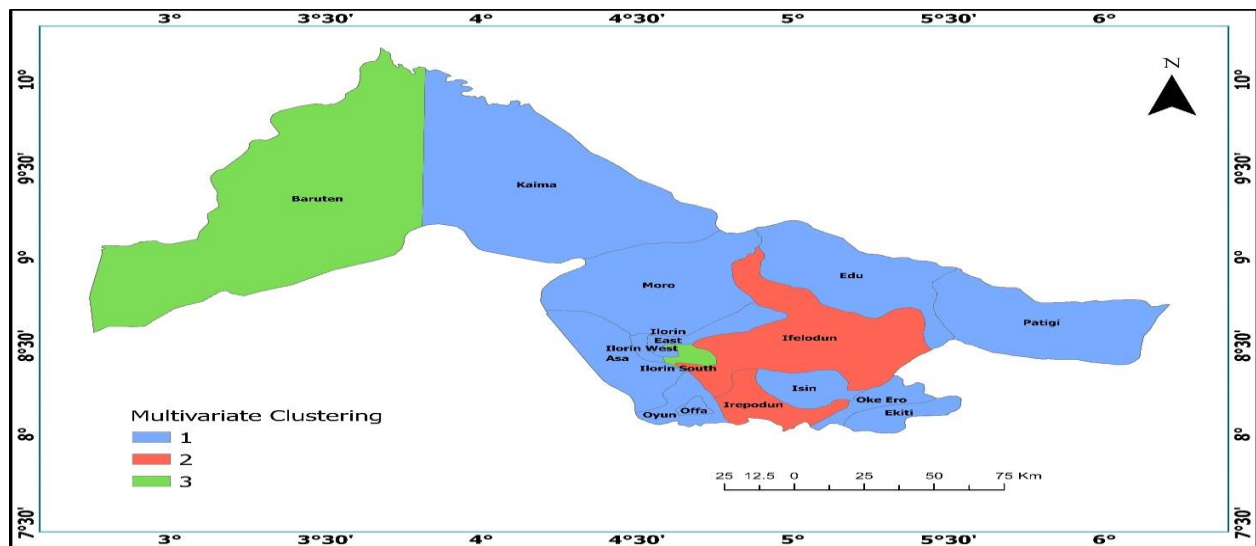 3° 3°30' 4° 4°30' 5° 5°30' 6°
10°
10°
N
9°30'
9°30'
Kaima
Baruten
9°
9°
Edu
Moro
Patigi
Ilorin
East
Ifelodun
8°30'
8°30'
Ilorin West
Asa
Ilorin South
Isin
Oke Ero
Irepodun
Oyun
Offa
Ekiti
8°
8°
Multivariate Clustering
1
2
3
25 12.5 0 25 50 75 Km
7°30'
7°30'
3° 3°30' 4° 4°30' 5° 5°30' 6°